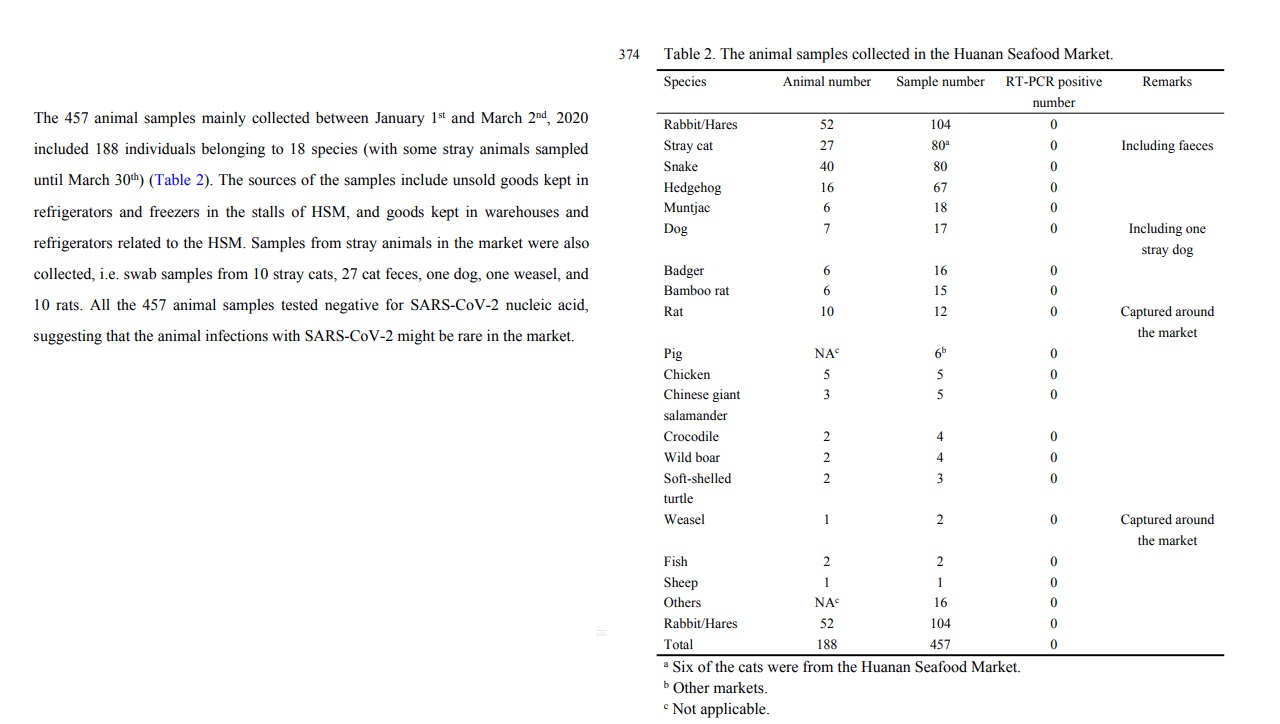 The 457 animal samples mainly collected between January 1st and March 2nd, 2020
included 188 individuals belonging to 18 species (with some stray animals sampled
until March 30th) (Table 2). The sources of the samples include unsold goods kept in
refrigerators and freezers in the stalls of HSM, and goods kept in warehouses and
refrigerators related to the HSM. Samples from stray animals in the market were also
collected, i.e. swab samples from 10 stray cats, 27 cat feces, one dog, one weasel, and
10 rats. All the 457 animal samples tested negative for SARS-CoV-2 nucleic acid,
suggesting that the animal infections with SARS-CoV-2 might be rare in the market.
374 Table 2. The animal samples collected in the Huanan Seafood Market.
Species Animal number Sample number RT-PCR positive Remarks
number
Rabbit/Hares 52 104 0
Stray cat 27 80a 0 Including faeces
Snake 40 80 0
Hedgehog 16 67 0
Muntjac 6 18 0
Dog 7 17 0 Including one
stray dog
Badger 6 16 0
Bamboo rat 6 15 0
Rat 10 12 0 Captured around
the market
Pig NAc 6b 0
Chicken 5 5 0
Chinese giant 3 5 0
salamander
Crocodile 2 4 0
Wild boar 2 4 0
Soft-shelled 2 3 0
turtle
Weasel 1 2 0 Captured around
the market
Fish 2 2 0
Sheep 1 1 0
Others NAc 16 0
Rabbit/Hares 52 104 0
Total 188 457 0
a Six of the cats were from the Huanan Seafood Market.
b Other markets.
c Not applicable.